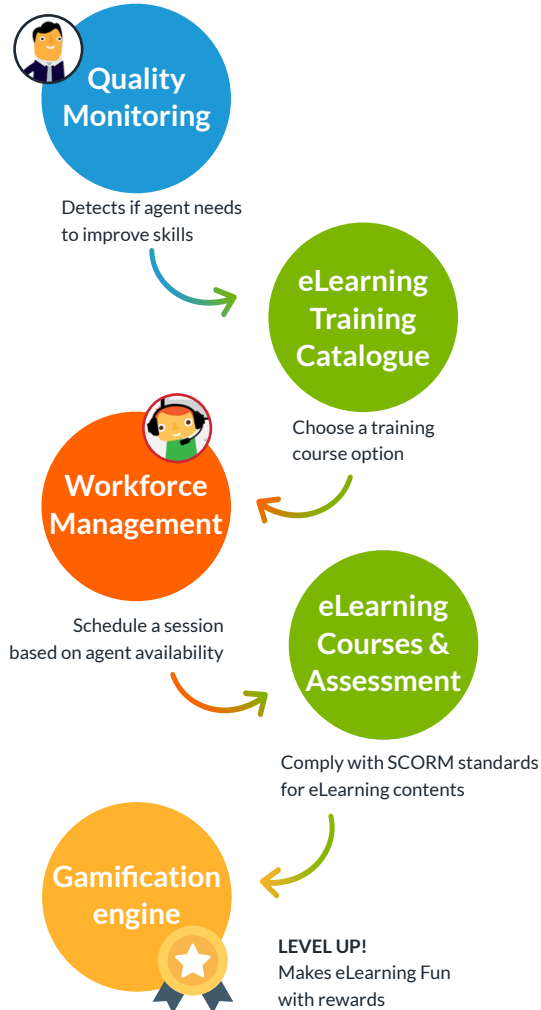 Quality
Monitoring
Detects if agent needs
to improve skills
eLearning
Training
Catalogue
Choose a training
course option
Workforce
Management
Schedule a session
based on agent availability
eLearning
Courses &
Assessment
Comply with SCORM standards
for eLearning contents
Gamification
engine
LEVEL UP!
Makes eLearning Fun
with rewards